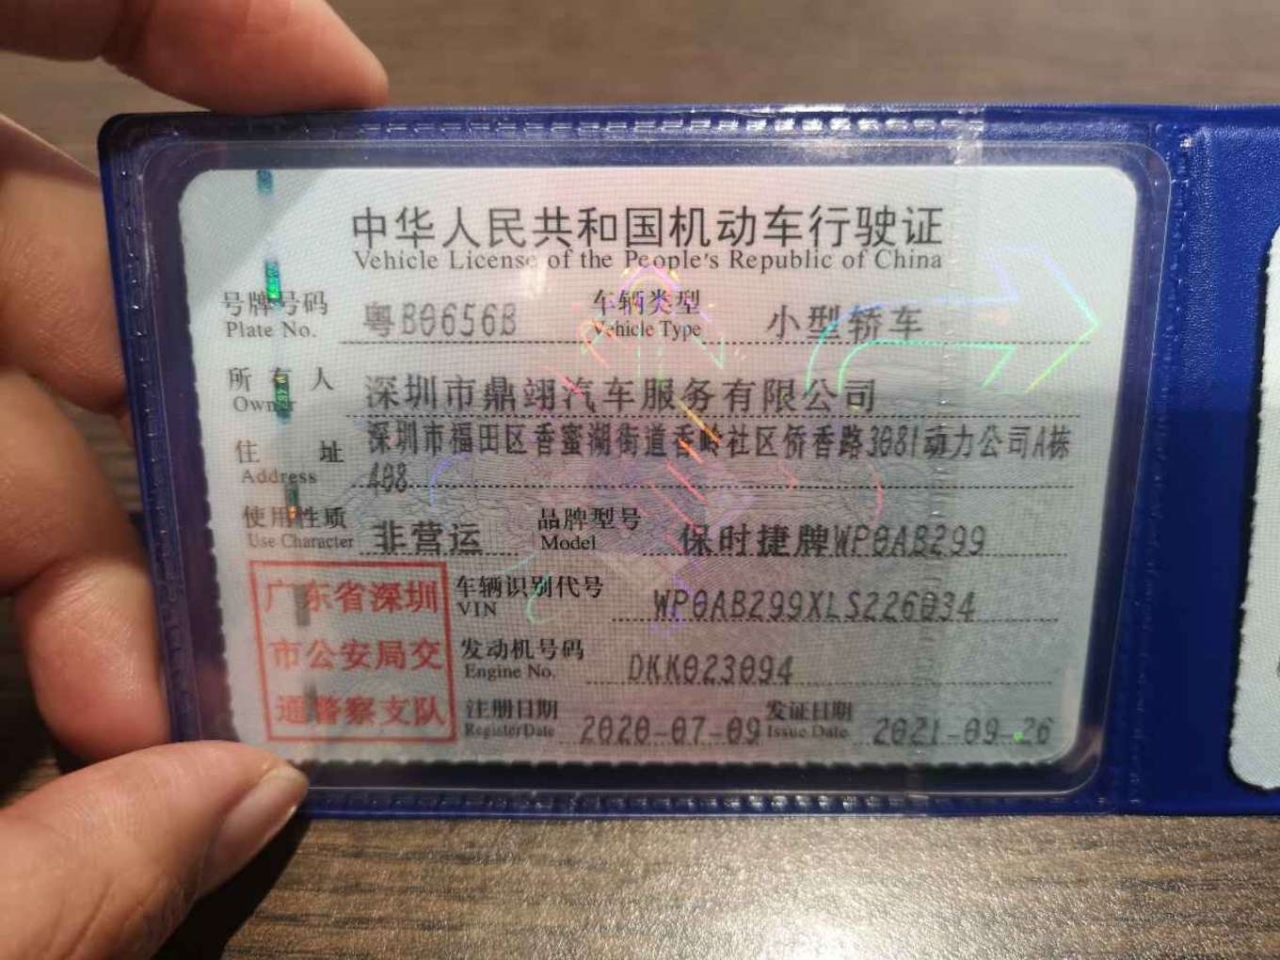 中华人民共和国机动车行驶证
Vehicle License of the People's Republic of China
号牌号码 粤B0656B 车辆类型 小型轿车
Plate No. Vehicle Type
所有人 深圳市鼎翊汽车服务有限公司
Owner
住址 深圳市福田区香蜜湖街道香岭社区侨香路3081动力公司A栋
Address 408
使用性质 非营运 品牌型号 保时捷牌WP0AB299
Use Character Model
广东省深圳 车辆识别代号 WP0AB299XLS226034
VIN
市公安局交 发动机号码 DKK023094
Engine No.
通警察支队 注册日期 2020-07-09 发证日期 2021-09-26
Register Date Issue Date